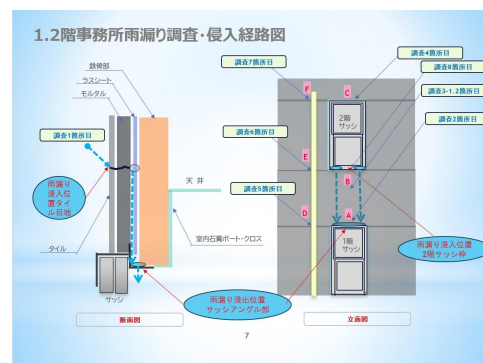 1.2階事務所雨漏り調査・侵入経路図
鉄骨部
ラスシート
モルタル
調査1箇所目
雨漏り
浸入位
置タイ
ル目地
タイル
天 井
室内石膏ボート・クロス
サッシ
雨漏り浸出位置
サッシアングル部
断面図
調査7箇所目
調査6箇所目
調査5箇所目
F
E
D
C
B
A
2階
サッシ
1階
サッシ
調査4箇所目
調査8箇所目
調査3-1.2箇所目
調査2箇所目
雨漏り浸入位置
2階サッシ枠
立面図
7